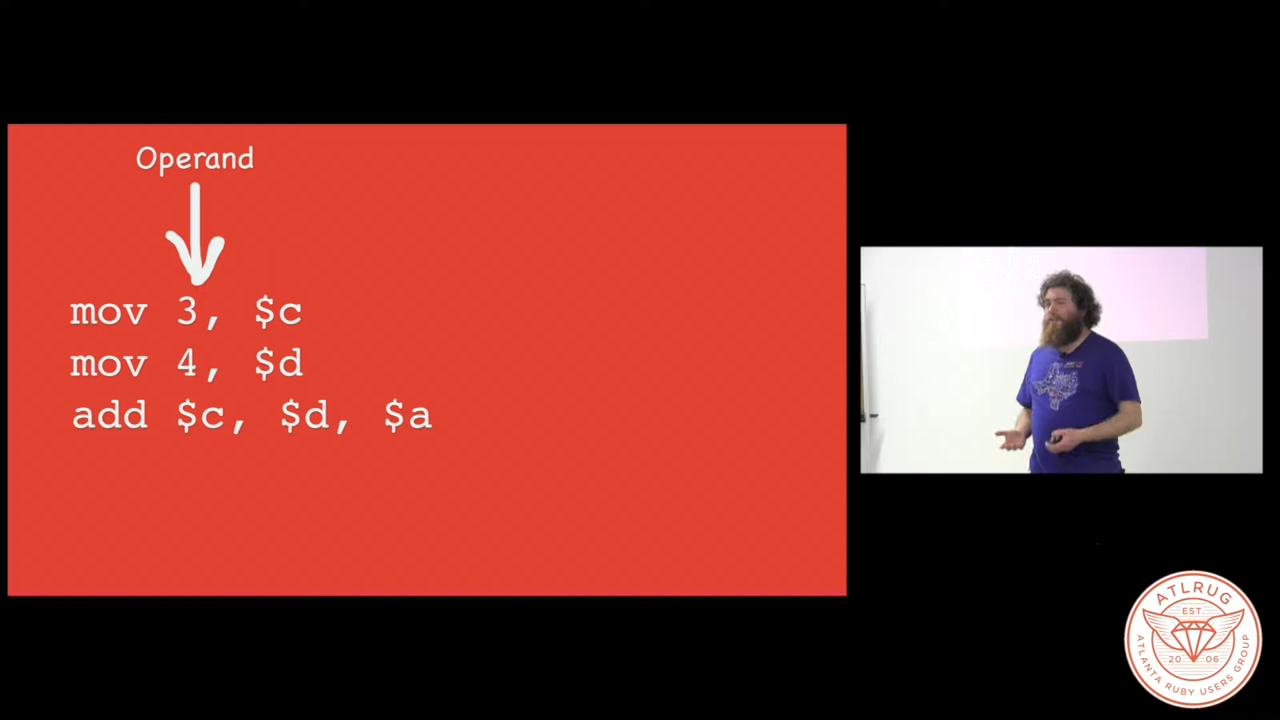 Operand
mov 3, $c
mov 4, $d
add $c, $d, $a
ATLRUG
EST.
20 06
ATLANTA RUBY USERS GROUP